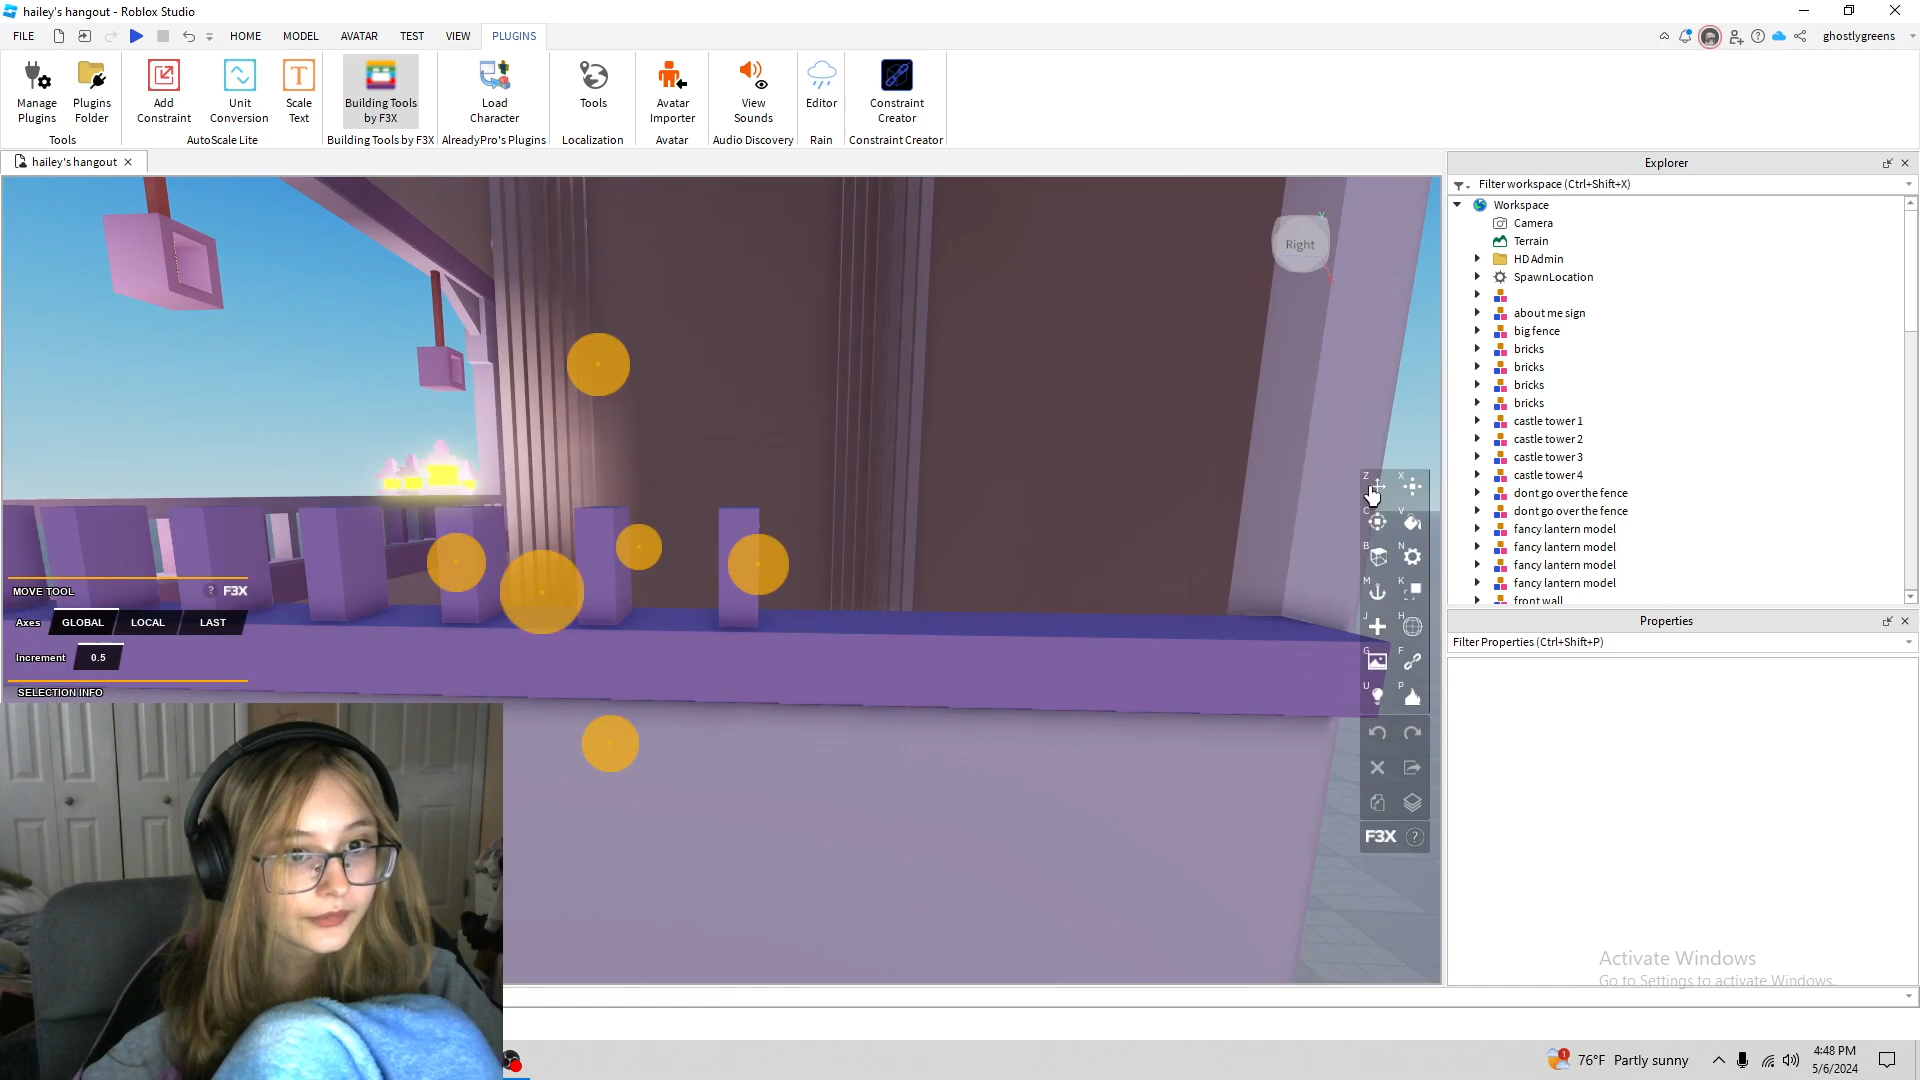 hailey's hangout - Roblox Studio
FILE HOME MODEL AVATAR TEST VIEW PLUGINS ghostlygreens
Manage Plugins
Plugins Folder
Tools
Add Constraint
Unit Conversion
Scale Text
AutoScale Lite
Building Tools by F3X
Building Tools by F3X
Load Character
AlreadyPro's Plugins
Tools
Localization
Avatar Importer
Avatar
View Sounds
Audio Discovery
Editor
Rain
Constraint Creator
Constraint Creator
hailey's hangout
Right
Y
Z X
C V
B N
M K
J H
G F
U P
F3X ?
MOVE TOOL ? F3X
Axes GLOBAL LOCAL LAST
Increment 0.5
SELECTION INFO
Explorer
Filter workspace (Ctrl+Shift+X)
Workspace
Camera
Terrain
HD Admin
SpawnLocation
about me sign
big fence
bricks
bricks
bricks
bricks
castle tower 1
castle tower 2
castle tower 3
castle tower 4
dont go over the fence
dont go over the fence
fancy lantern model
fancy lantern model
fancy lantern model
fancy lantern model
front wall
Properties
Filter Properties (Ctrl+Shift+P)
Activate Windows
Go to Settings to activate Windows.
1
76°F Partly sunny
4:48 PM
5/6/2024